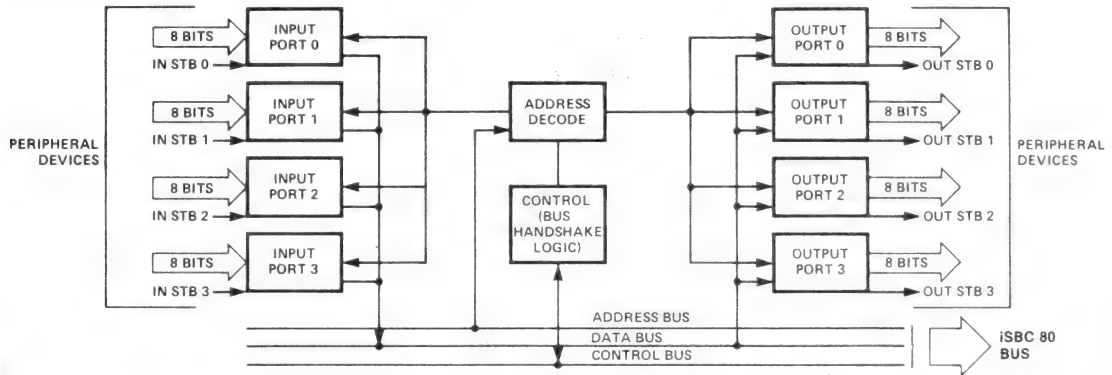 PERIPHERAL
DEVICES
8 BITS
IN STB 0
INPUT
PORT 0
8 BITS
IN STB 1
INPUT
PORT 1
8 BITS
IN STB 2
INPUT
PORT 2
8 BITS
IN STB 3
INPUT
PORT 3
ADDRESS
DECODE
CONTROL
(BUS
HANDSHAKE
LOGIC)
OUTPUT
PORT 0
8 BITS
OUT STB 0
OUTPUT
PORT 1
8 BITS
OUT STB 1
OUTPUT
PORT 2
8 BITS
OUT STB 2
OUTPUT
PORT 3
8 BITS
OUT STB 3
PERIPHERAL
DEVICES
ADDRESS BUS
DATA BUS
CONTROL BUS
iSBC 80
BUS